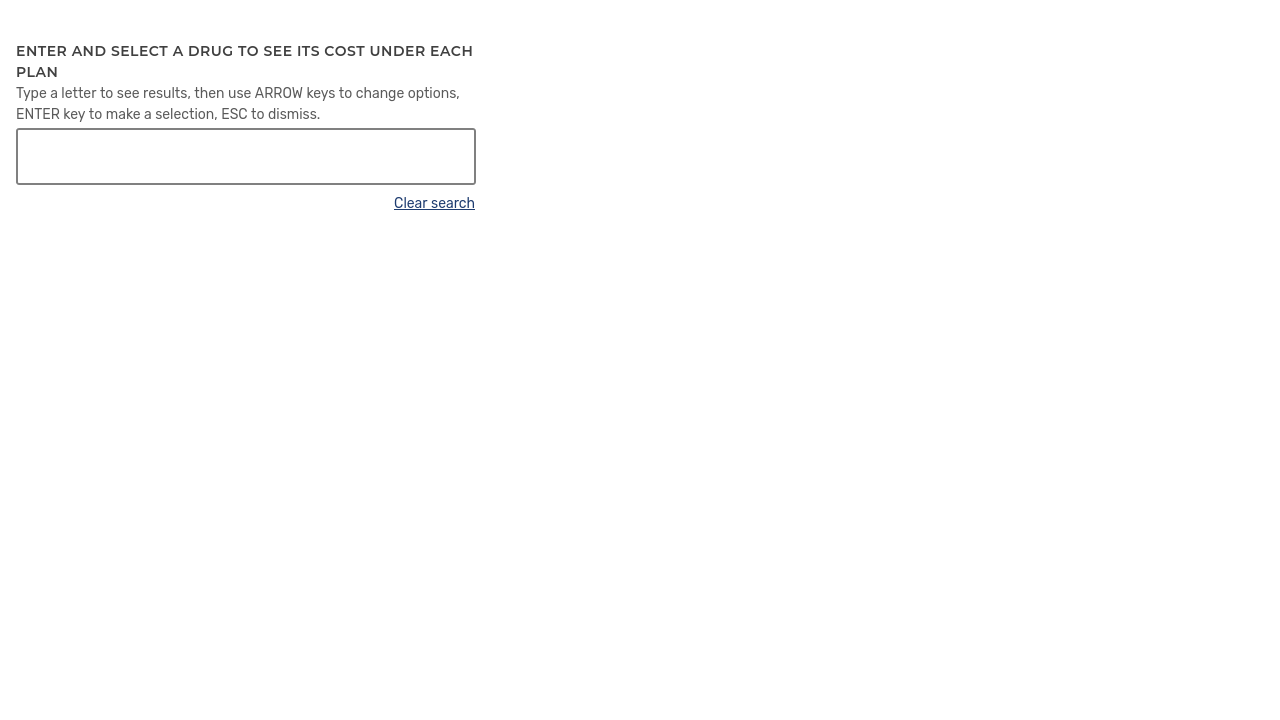 ENTER AND SELECT A DRUG TO SEE ITS COST UNDER EACH
PLAN
Type a letter to see results, then use ARROW keys to change options,
ENTER key to make a selection, ESC to dismiss.
Clear search